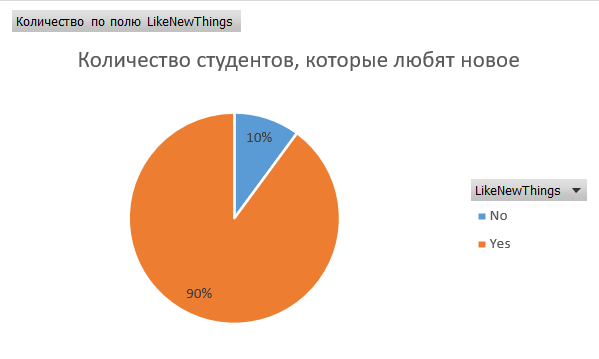 Количество по полю LikeNewThings
Количество студентов, которые любят новое
10%
90%
LikeNewThings
No
Yes